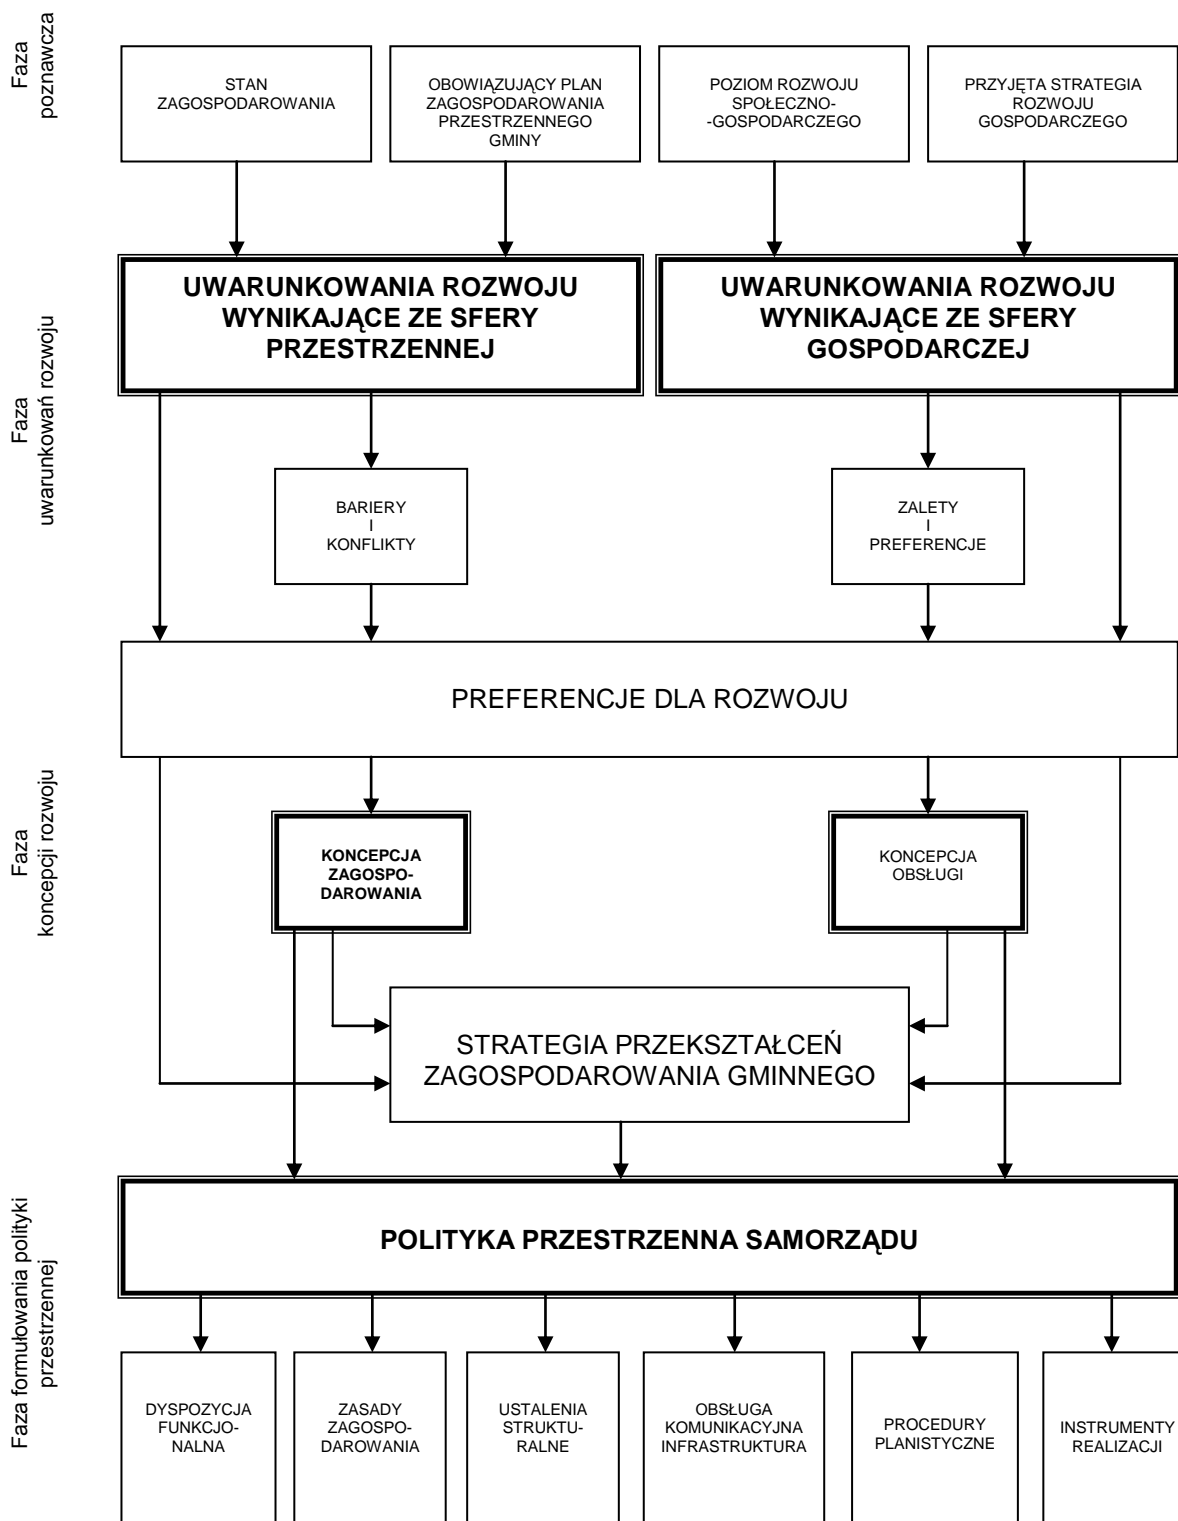 Faza
poznawcza
STAN
ZAGOSPODAROWANIA
OBOWIĄZUJĄCY PLAN
ZAGOSPODAROWANIA
PRZESTRZENNEGO
GMINY
POZIOM ROZWOJU
SPOŁECZNO-
-GOSPODARCZEGO
PRZYJĘTA STRATEGIA
ROZWOJU
GOSPODARCZEGO
Faza
uwarunkowań rozwoju
UWARUNKOWANIA ROZWOJU
WYNIKAJĄCE ZE SFERY
PRZESTRZENNEJ
UWARUNKOWANIA ROZWOJU
WYNIKAJĄCE ZE SFERY
GOSPODARCZEJ
BARIERY
I
KONFLIKTY
ZALETY
I
PREFERENCJE
PREFERENCJE DLA ROZWOJU
Faza
koncepcji rozwoju
KONCEPCJA
ZAGOSPO-
DAROWANIA
KONCEPCJA
OBSŁUGI
STRATEGIA PRZEKSZTAŁCEŃ
ZAGOSPODAROWANIA GMINNEGO
Faza formułowania polityki
przestrzennej
POLITYKA PRZESTRZENNA SAMORZĄDU
DYSPOZYCJA
FUNKCJO-
NALNA
ZASADY
ZAGOSPO-
DAROWANIA
USTALENIA
STRUKTU-
RALNE
OBSŁUGA
KOMUNIKACYJNA
INFRASTRUKTURA
PROCEDURY
PLANISTYCZNE
INSTRUMENTY
REALIZACJI